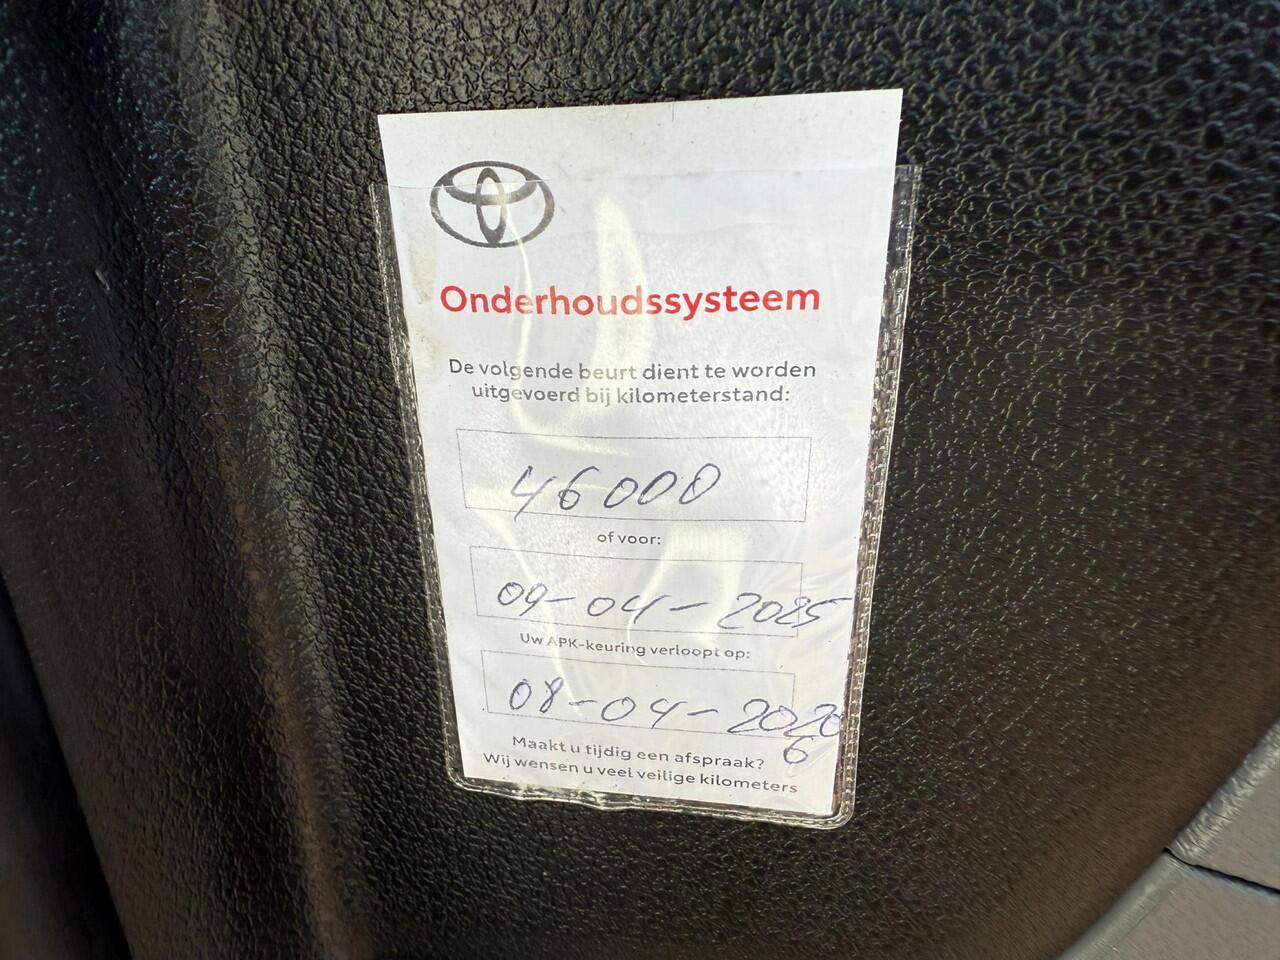 Onderhoudssysteem
De volgende beurt dient te worden
uitgevoerd bij kilometerstand:
46000
of voor:
09-04-2025
Uw APK-keuring verloopt op:
08-04-2026
Maakt u tijdig een afspraak?
Wij wensen u veel veilige kilometers